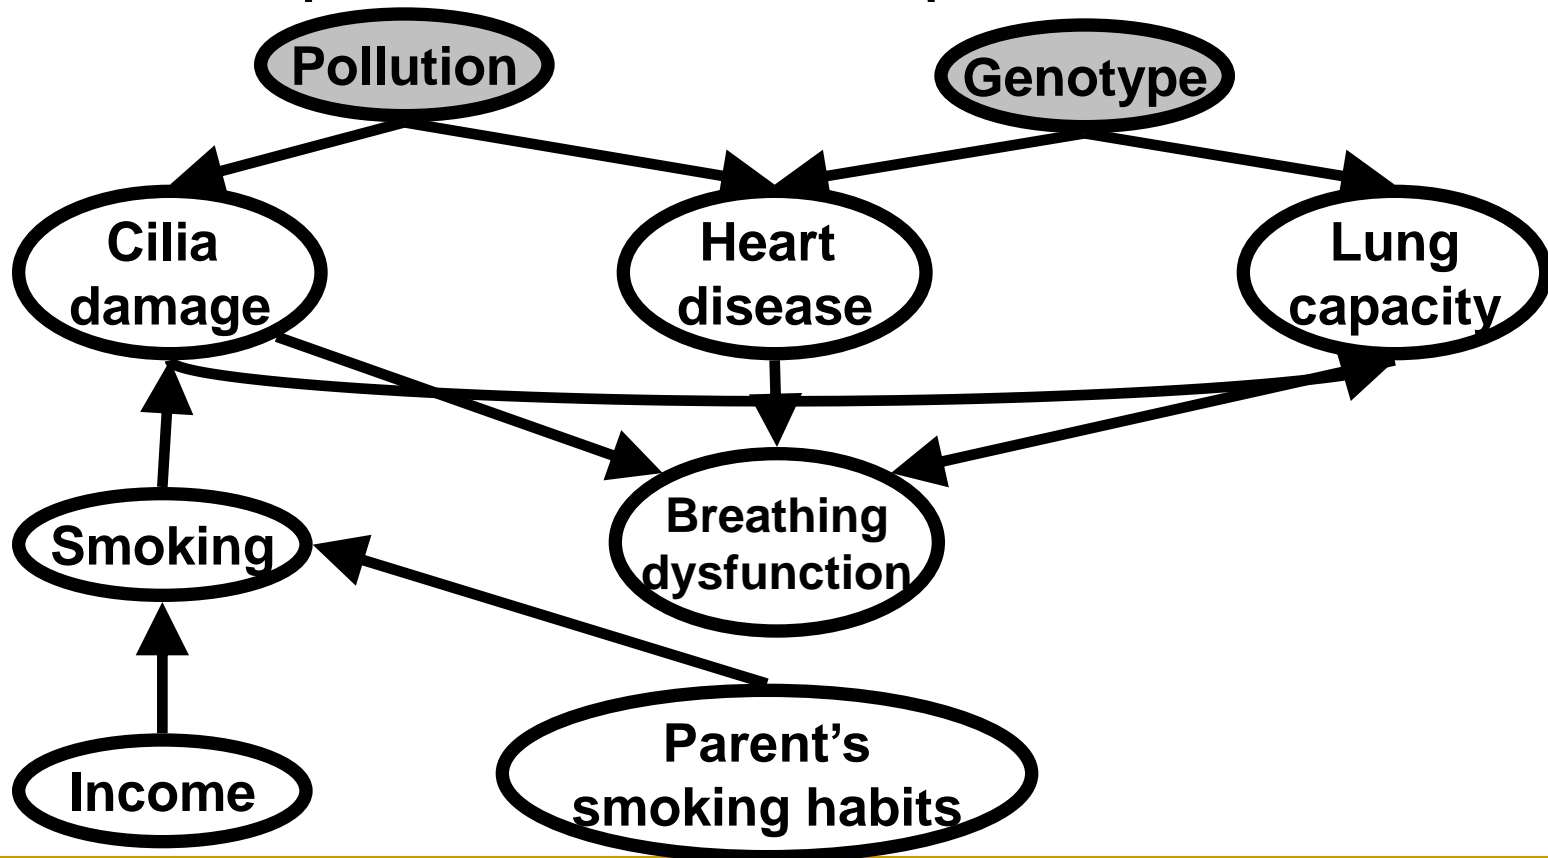 Pollution
Genotype
Cilia
damage
Heart
disease
Lung
capacity
Smoking
Breathing
dysfunction
Income
Parent’s
smoking habits